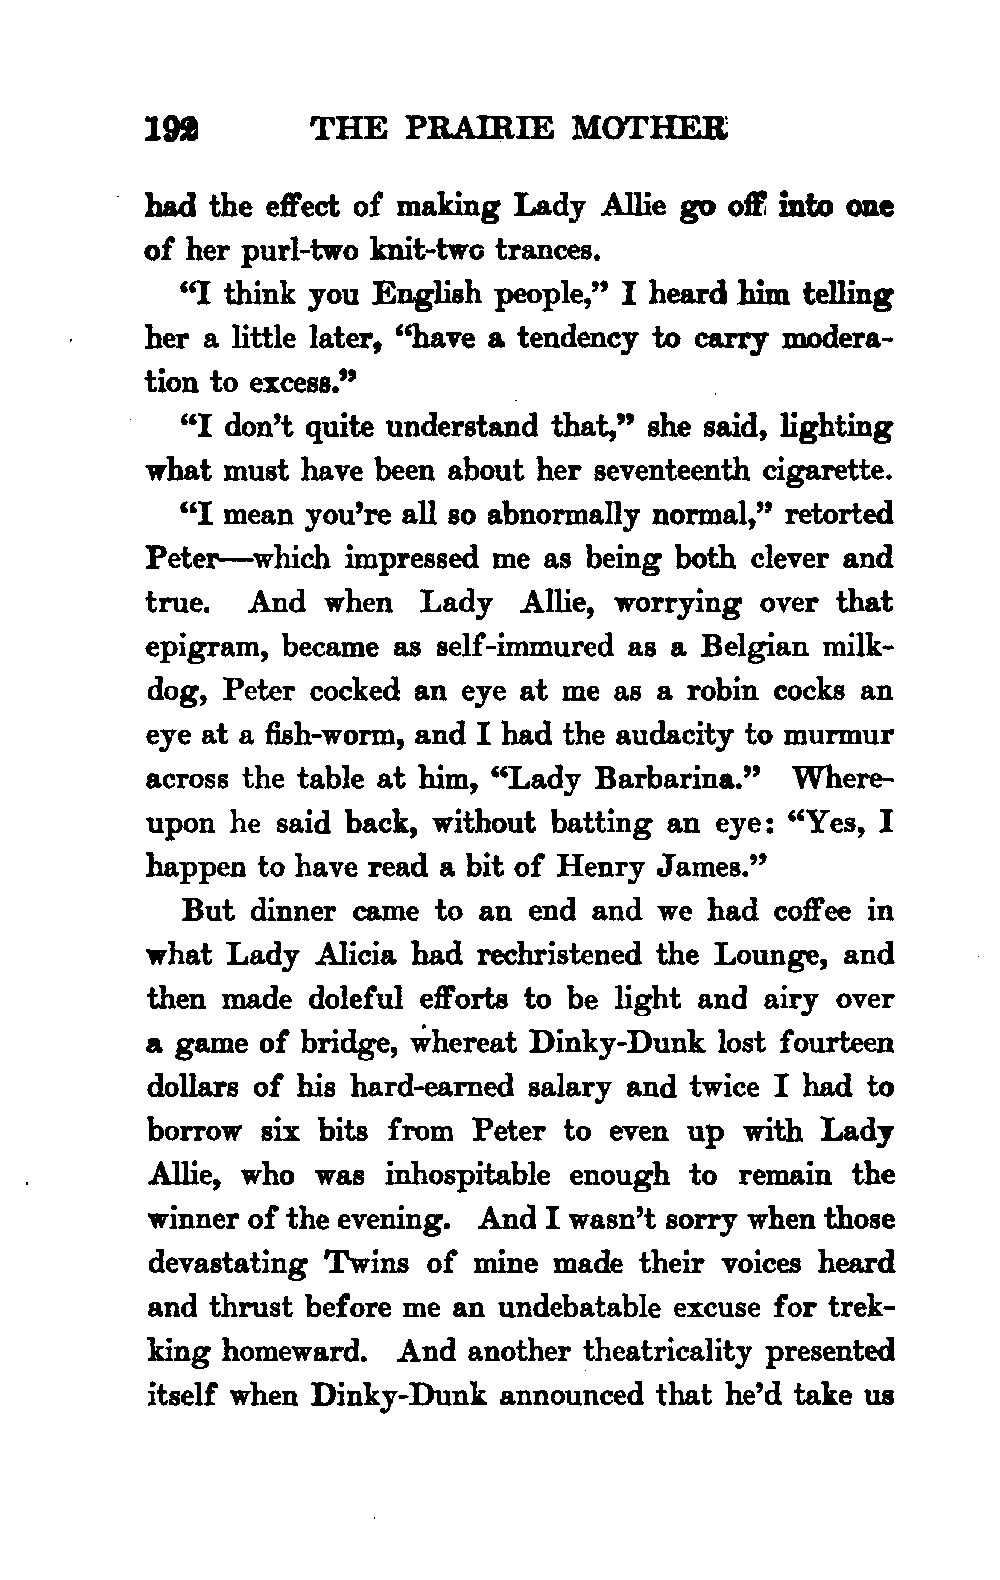 192 THE PRAIRIE MOTHER
had the effect of making Lady Allie go off into one
of her purl-two knit-two trances.
“I think you English people,” I heard him telling
her a little later, “have a tendency to carry modera-
tion to excess.”
“I don’t quite understand that,” she said, lighting
what must have been about her seventeenth cigarette.
“I mean you’re all so abnormally normal,” retorted
Peter—which impressed me as being both clever and
true. And when Lady Allie, worrying over that
epigram, became as self-immured as a Belgian milk-
dog, Peter cocked an eye at me as a robin cocks an
eye at a fish-worm, and I had the audacity to murmur
across the table at him, “Lady Barbarina.” Where-
upon he said back, without batting an eye: “Yes, I
happen to have read a bit of Henry James.”
But dinner came to an end and we had coffee in
what Lady Alicia had rechristened the Lounge, and
then made doleful efforts to be light and airy over
a game of bridge, whereat Dinky-Dunk lost fourteen
dollars of his hard-earned salary and twice I had to
borrow six bits from Peter to even up with Lady
Allie, who was inhospitable enough to remain the
winner of the evening. And I wasn’t sorry when those
devastating Twins of mine made their voices heard
and thrust before me an undebatable excuse for trek-
king homeward. And another theatricality presented
itself when Dinky-Dunk announced that he’d take us